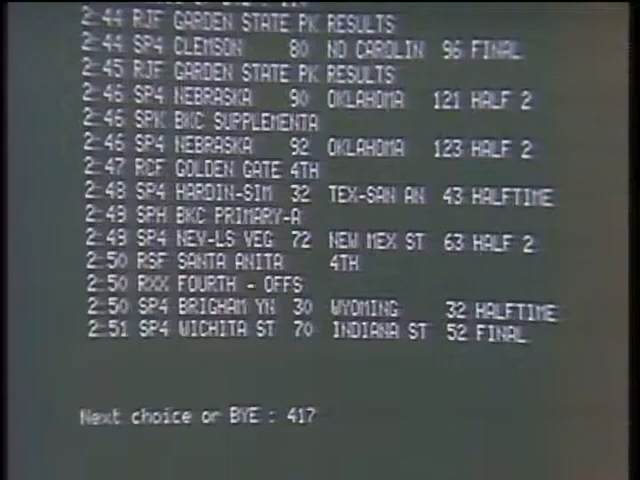 2:44 RJF GARDEN STATE PK RESULTS
2:44 SP4 CLEMSON 80 NO CAROLIN 96 FINAL
2:45 RJF GARDEN STATE PK RESULTS
2:46 SP4 NEBRASKA 90 OKLAHOMA 121 HALF 2
2:46 SPK BKC SUPPLEMENTA
2:46 SP4 NEBRASKA 92 OKLAHOMA 123 HALF 2
2:47 RCF GOLDEN GATE 4TH
2:48 SP4 HARDIN-SIM 32 TEX-SAN AN 43 HALFTIME
2:49 SPH BKC PRIMARY-A
2:49 SP4 NEV-LS VEG 72 NEW MEX ST 63 HALF 2
2:50 RSF SANTA ANITA 4TH
2:50 RXX FOURTH - OFFS
2:50 SP4 BRIGHAM YN 30 WYOMING 32 HALFTIME
2:51 SP4 WICHITA ST 70 INDIANA ST 52 FINAL
Next choice or BYE : 41?